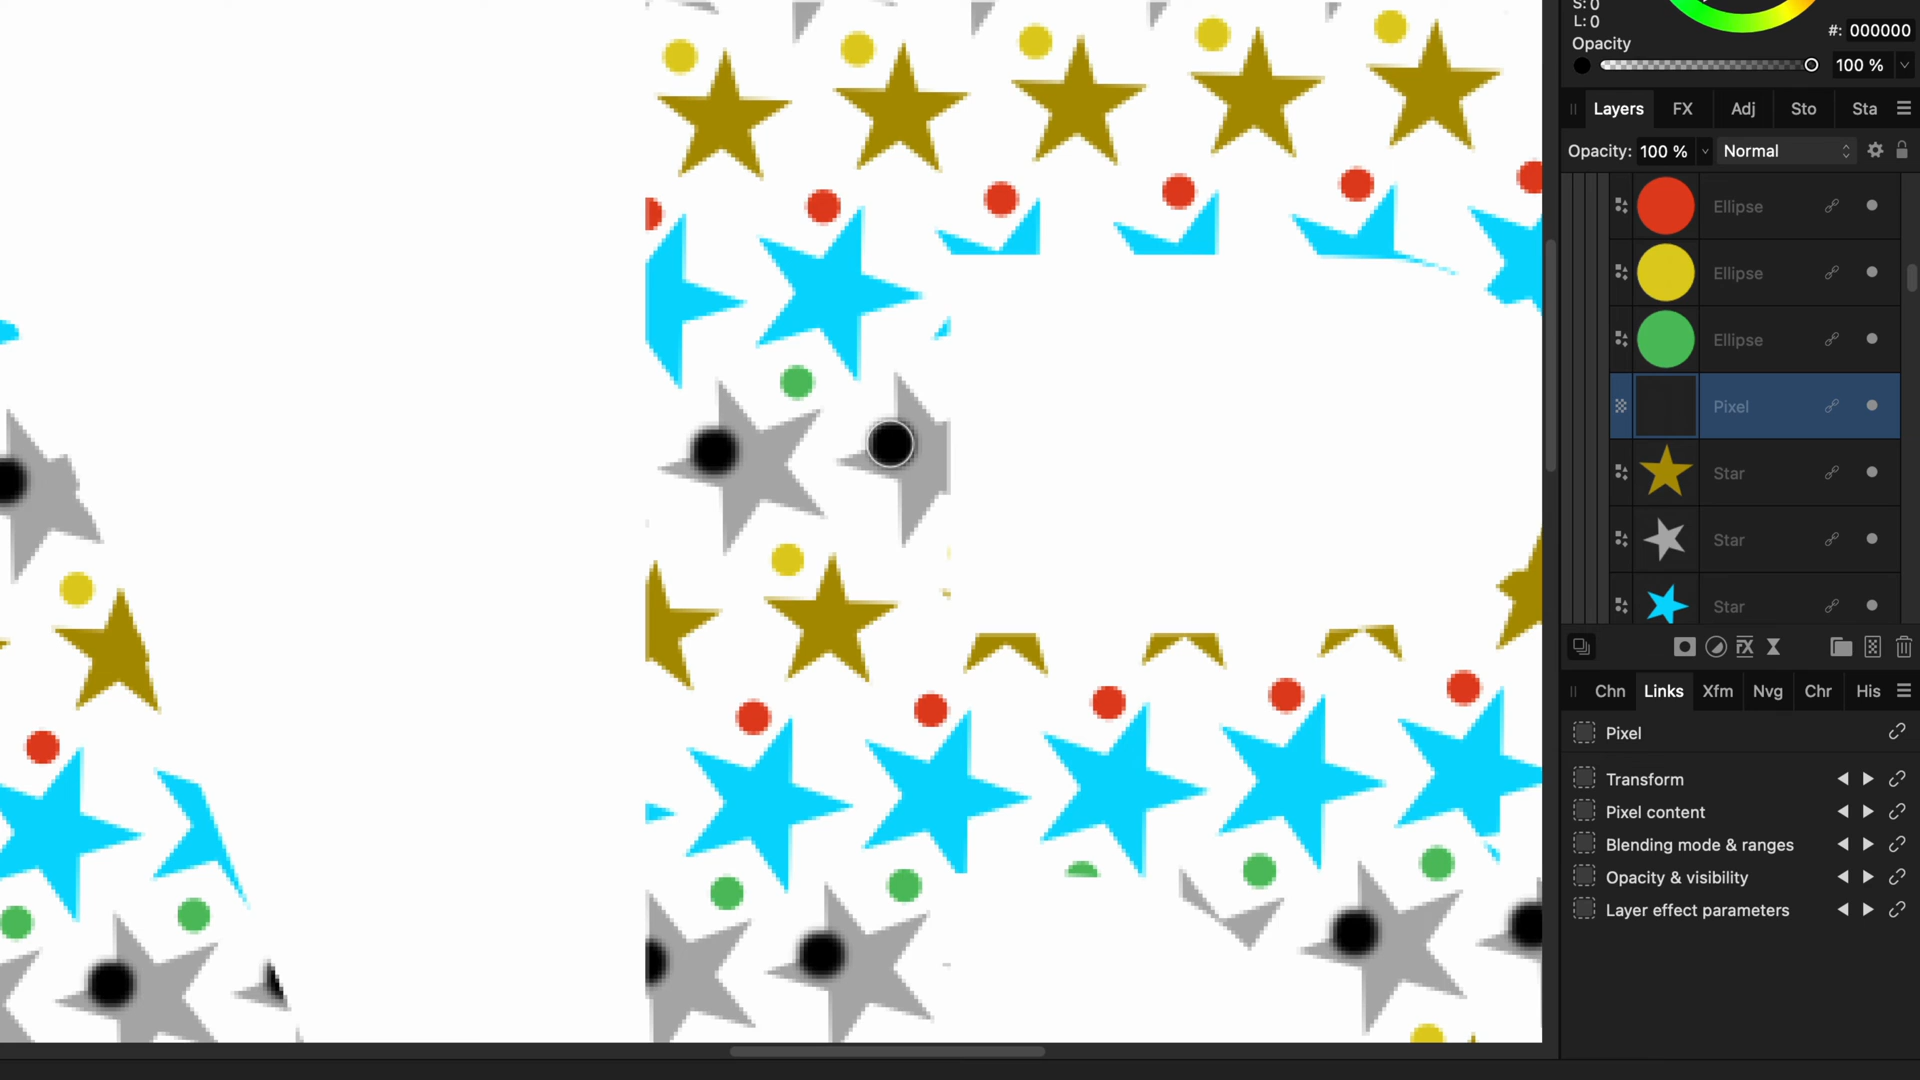 S: 0
L: 0
#: 000000
Opacity
100 %
Layers FX Adj Sto Sta
Opacity: 100 % Normal
Ellipse
Ellipse
Ellipse
Pixel
Star
Star
Star
FX
Chn Links Xfm Nvg Chr His
Pixel
Transform
Pixel content
Blending mode & ranges
Opacity & visibility
Layer effect parameters